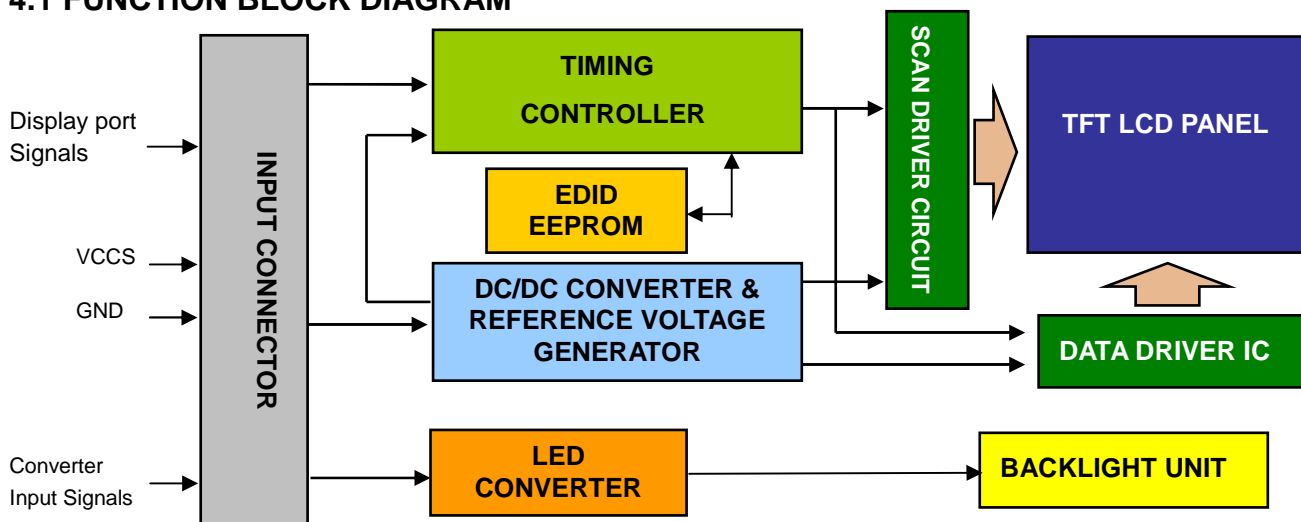 4.1 FUNCTION BLOCK DIAGRAM
Display port
Signals
VCCS
GND
Converter
Input Signals
INPUT CONNECTOR
TIMING
CONTROLLER
EDID
EEPROM
DC/DC CONVERTER &
REFERENCE VOLTAGE
GENERATOR
LED
CONVERTER
SCAN DRIVER CIRCUIT
TFT LCD PANEL
DATA DRIVER IC
BACKLIGHT UNIT